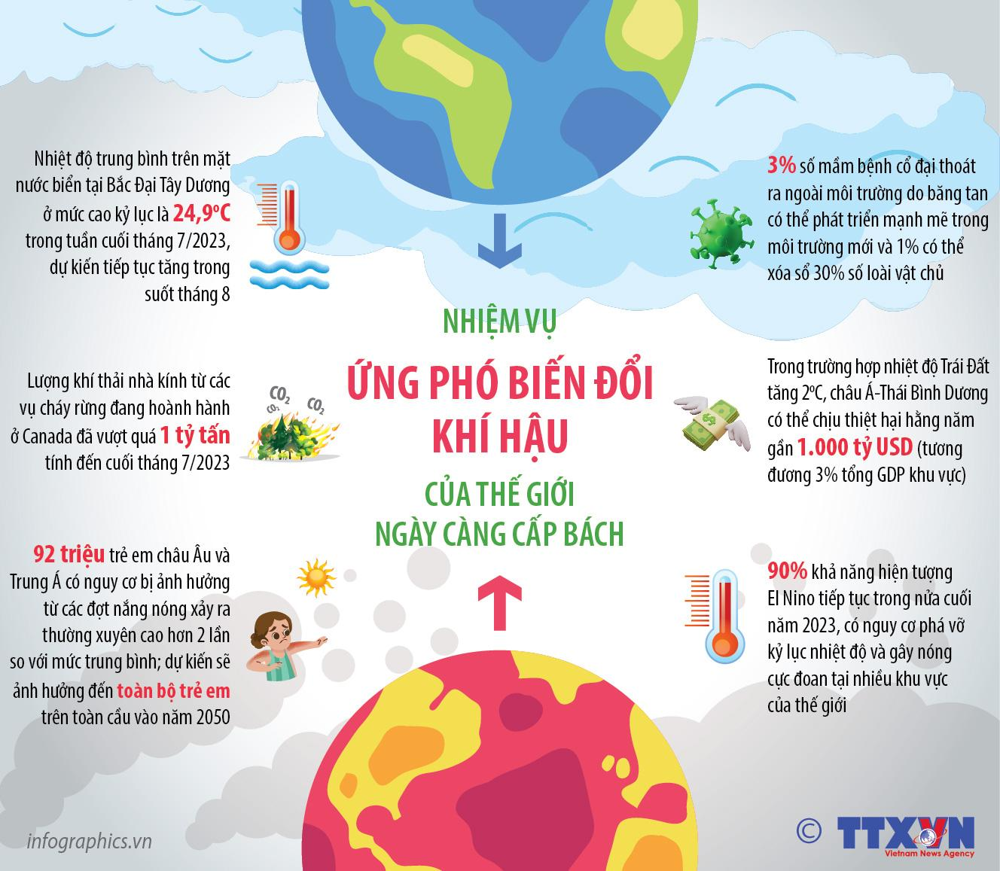 Nhiệt độ trung bình trên mặt
nước biển tại Bắc Đại Tây Dương
ở mức cao kỷ lục là 24,9ºC
trong tuần cuối tháng 7/2023,
dự kiến tiếp tục tăng trong
suốt tháng 8
3% số mầm bệnh cổ đại thoát
ra ngoài môi trường do băng tan
có thể phát triển mạnh mẽ trong
môi trường mới và 1% có thể
xóa sổ 30% số loài vật chủ
NHIỆM VỤ
ỨNG PHÓ BIẾN ĐỔI
KHÍ HẬU
CỦA THẾ GIỚI
NGÀY CÀNG CẤP BÁCH
Lượng khí thải nhà kính từ các
vụ cháy rừng đang hoành hành
ở Canada đã vượt quá 1 tỷ tấn
tính đến cuối tháng 7/2023
CO2
CO2
CO2
Trong trường hợp nhiệt độ Trái Đất
tăng 2ºC, châu Á-Thái Bình Dương
có thể chịu thiệt hại hằng năm
gần 1.000 tỷ USD (tương
đương 3% tổng GDP khu vực)
$
92 triệu trẻ em châu Âu và
Trung Á có nguy cơ bị ảnh hưởng
từ các đợt nắng nóng xảy ra
thường xuyên cao hơn 2 lần
so với mức trung bình; dự kiến sẽ
ảnh hưởng đến toàn bộ trẻ em
trên toàn cầu vào năm 2050
90% khả năng hiện tượng
El Nino tiếp tục trong nửa cuối
năm 2023, có nguy cơ phá vỡ
kỷ lục nhiệt độ và gây nóng
cực đoan tại nhiều khu vực
của thế giới
infographics.vn
© TTXVN
Vietnam News Agency